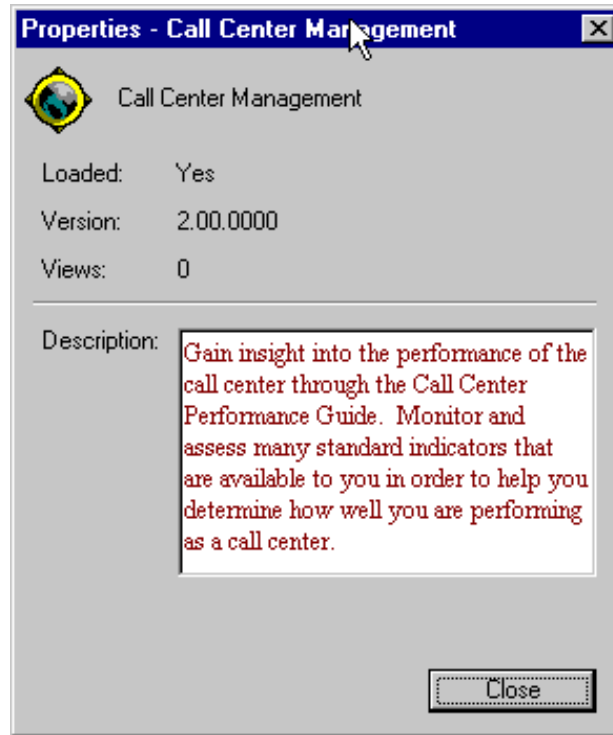 Properties - Call Center Management
Call Center Management
Loaded: Yes
Version: 2.00.0000
Views: 0
Description:
Gain insight into the performance of the
call center through the Call Center
Performance Guide.  Monitor and
assess many standard indicators that
are available to you in order to help you
determine how well you are performing
as a call center.
Close